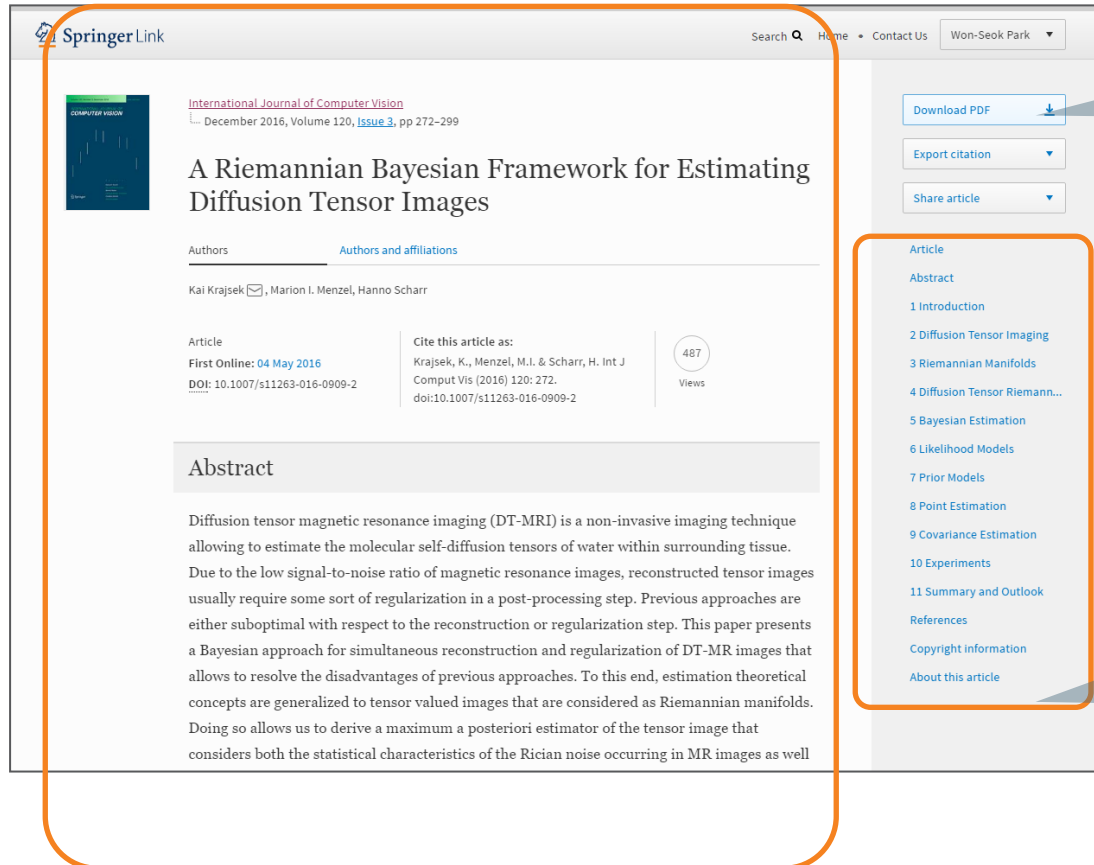 Springer Link
Search Home • Contact Us Won-Seok Park
COMPUTER VISION
International Journal of Computer Vision
December 2016, Volume 120, Issue 3, pp 272–299
A Riemannian Bayesian Framework for Estimating
Diffusion Tensor Images
Authors Authors and affiliations
Kai Krajsek, Marion I. Menzel, Hanno Scharr
Article
First Online: 04 May 2016
DOI: 10.1007/s11263-016-0909-2
Cite this article as:
Krajsek, K., Menzel, M.I. & Scharr, H. Int J
Comput Vis (2016) 120: 272.
doi:10.1007/s11263-016-0909-2
487
Views
Abstract
Diffusion tensor magnetic resonance imaging (DT-MRI) is a non-invasive imaging technique
allowing to estimate the molecular self-diffusion tensors of water within surrounding tissue.
Due to the low signal-to-noise ratio of magnetic resonance images, reconstructed tensor images
usually require some sort of regularization in a post-processing step. Previous approaches are
either suboptimal with respect to the reconstruction or regularization step. This paper presents
a Bayesian approach for simultaneous reconstruction and regularization of DT-MR images that
allows to resolve the disadvantages of previous approaches. To this end, estimation theoretical
concepts are generalized to tensor valued images that are considered as Riemannian manifolds.
Doing so allows us to derive a maximum a posteriori estimator of the tensor image that
considers both the statistical characteristics of the Rician noise occurring in MR images as well
Download PDF
Export citation
Share article
Article
Abstract
1 Introduction
2 Diffusion Tensor Imaging
3 Riemannian Manifolds
4 Diffusion Tensor Riemann...
5 Bayesian Estimation
6 Likelihood Models
7 Prior Models
8 Point Estimation
9 Covariance Estimation
10 Experiments
11 Summary and Outlook
References
Copyright information
About this article